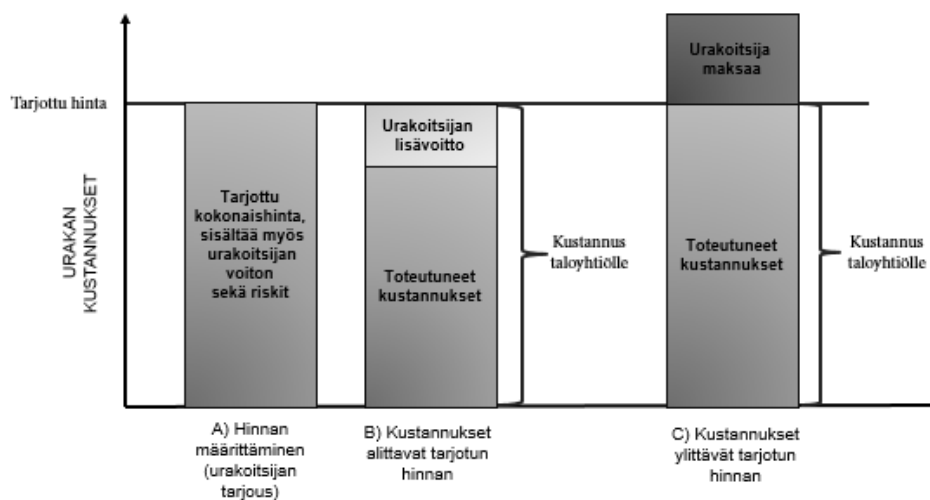 Urakoitsija
maksaa
Tarjottu hinta
Urakoitsijan
lisävoitto
Tarjottu
kokonaishinta,
sisältää myös
urakoitsijan
voiton
sekä riskit
Toteutuneet
kustannukset
Kustannus
taloyhtiölle
Toteutuneet
kustannukset
Kustannus
taloyhtiölle
URAKAN
KUSTANNUKSET
A) Hinnan
määrittäminen
(urakoitsijan
tarjous)
B) Kustannukset
alittavat tarjotun
hinnan
C) Kustannukset
ylittävät tarjotun
hinnan